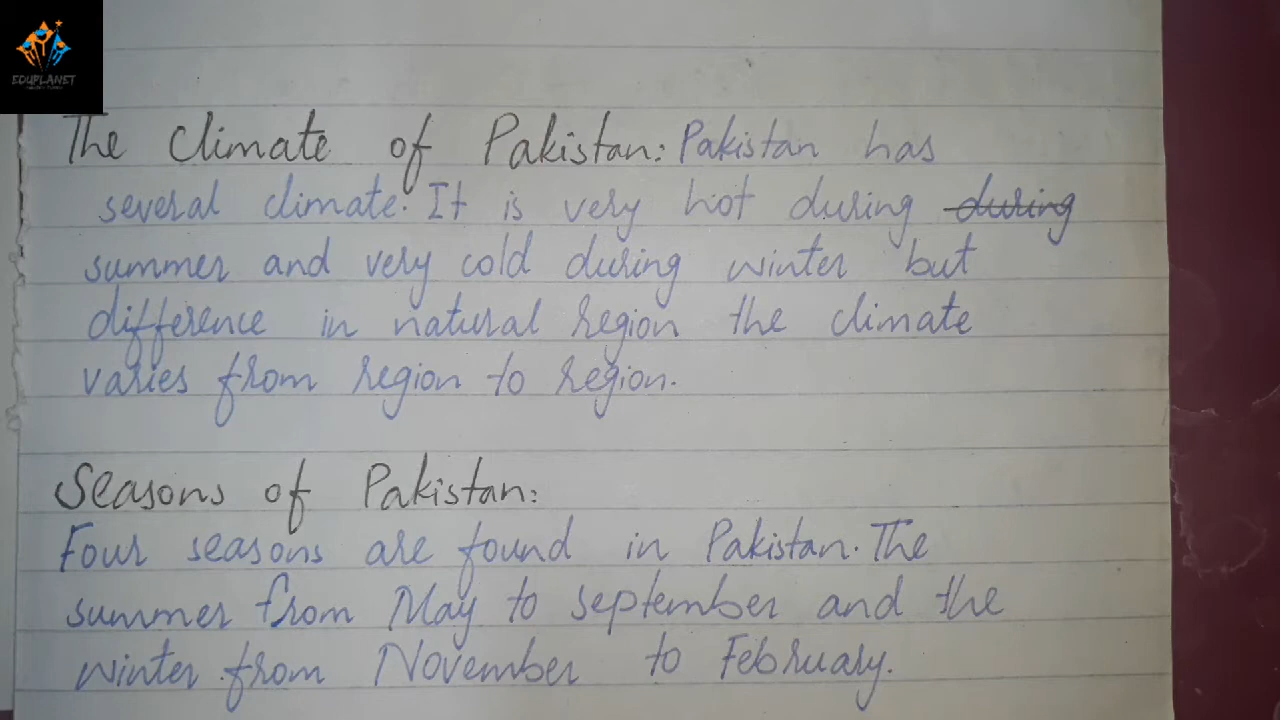 EDUPLANET
The Climate of Pakistan: Pakistan has
several climate. It is very hot during during
summer and very cold during winter but
difference in natural region the climate
varies from region to region.
Seasons of Pakistan:
Four seasons are found in Pakistan. The
summer from May to september and the
winter from November to February.